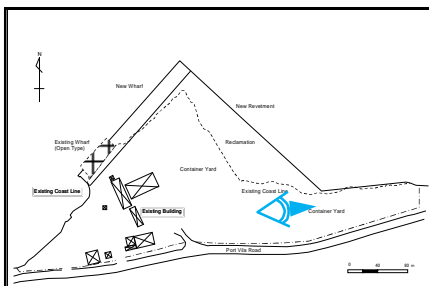 N
New Wharf
New Revetment
Existing Wharf
(Open Type)
Reclamation
Container Yard
Existing Coast Line
Existing Coast Line
Existing Building
Container Yard
Port Vila Road
0 40 80 m